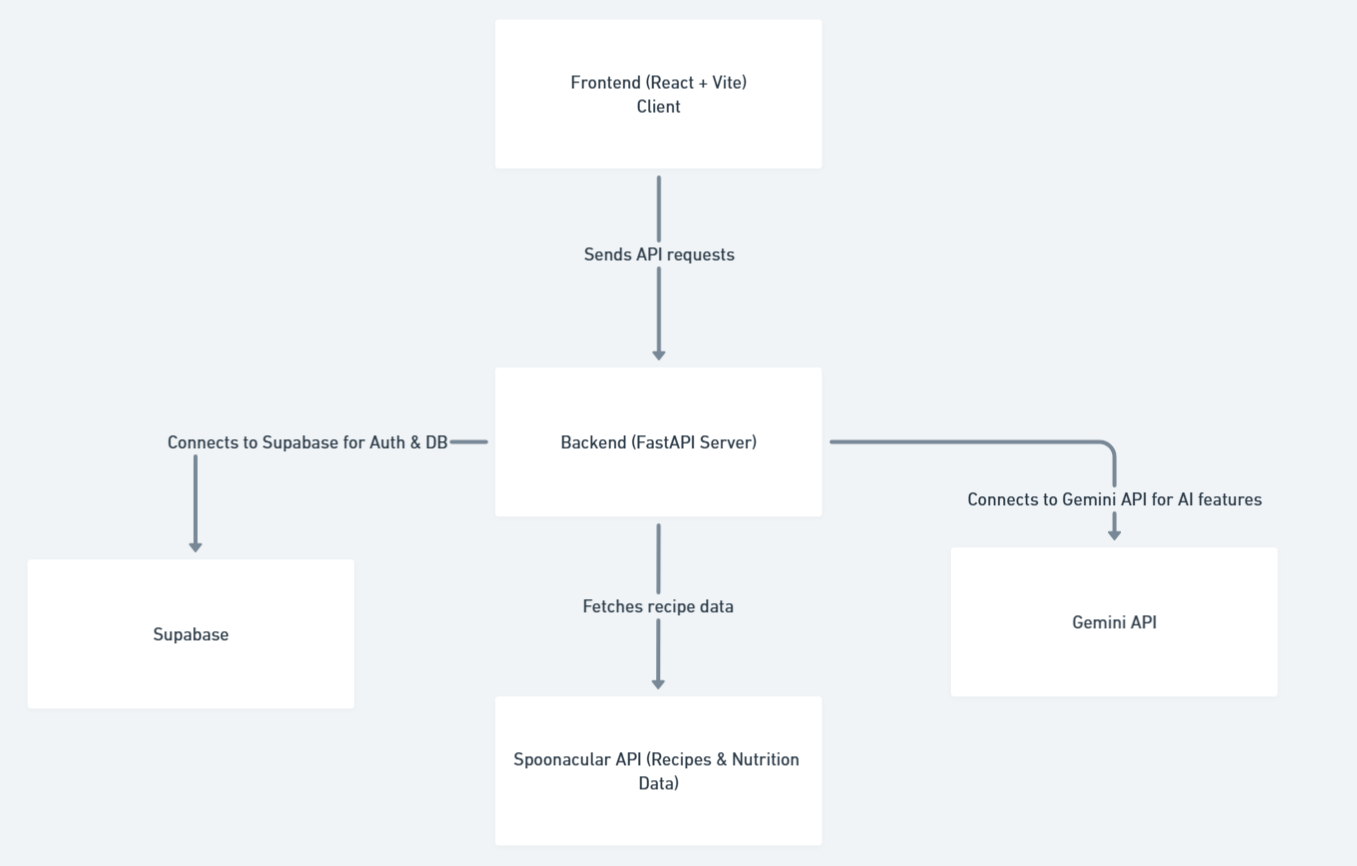 Frontend (React + Vite)
Client
Sends API requests
Connects to Supabase for Auth & DB
Backend (FastAPI Server)
Connects to Gemini API for AI features
Fetches recipe data
Supabase
Gemini API
Spoonacular API (Recipes & Nutrition
Data)